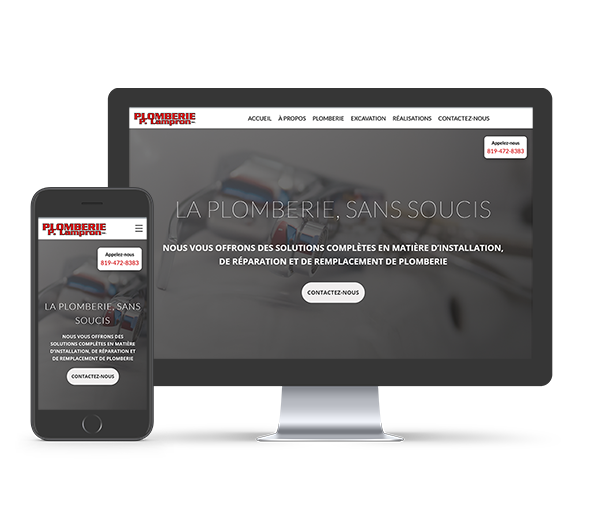 PLOMBERIE
P. Lampron
ACCUEIL À PROPOS PLOMBERIE EXCAVATION RÉALISATIONS CONTACTEZ-NOUS
Appelez-nous
819-472-8383
LA PLOMBERIE, SANS SOUCIS
NOUS VOUS OFFRONS DES SOLUTIONS COMPLÈTES EN MATIÈRE D'INSTALLATION,
DE RÉPARATION ET DE REMPLACEMENT DE PLOMBERIE
CONTACTEZ-NOUS
PLOMBERIE
P. Lampron
Appelez-nous
819-472-8383
LA PLOMBERIE, SANS
SOUCIS
NOUS VOUS OFFRONS DES
SOLUTIONS COMPLÈTES EN MATIÈRE
D'INSTALLATION, DE RÉPARATION ET
DE REMPLACEMENT DE PLOMBERIE
CONTACTEZ-NOUS